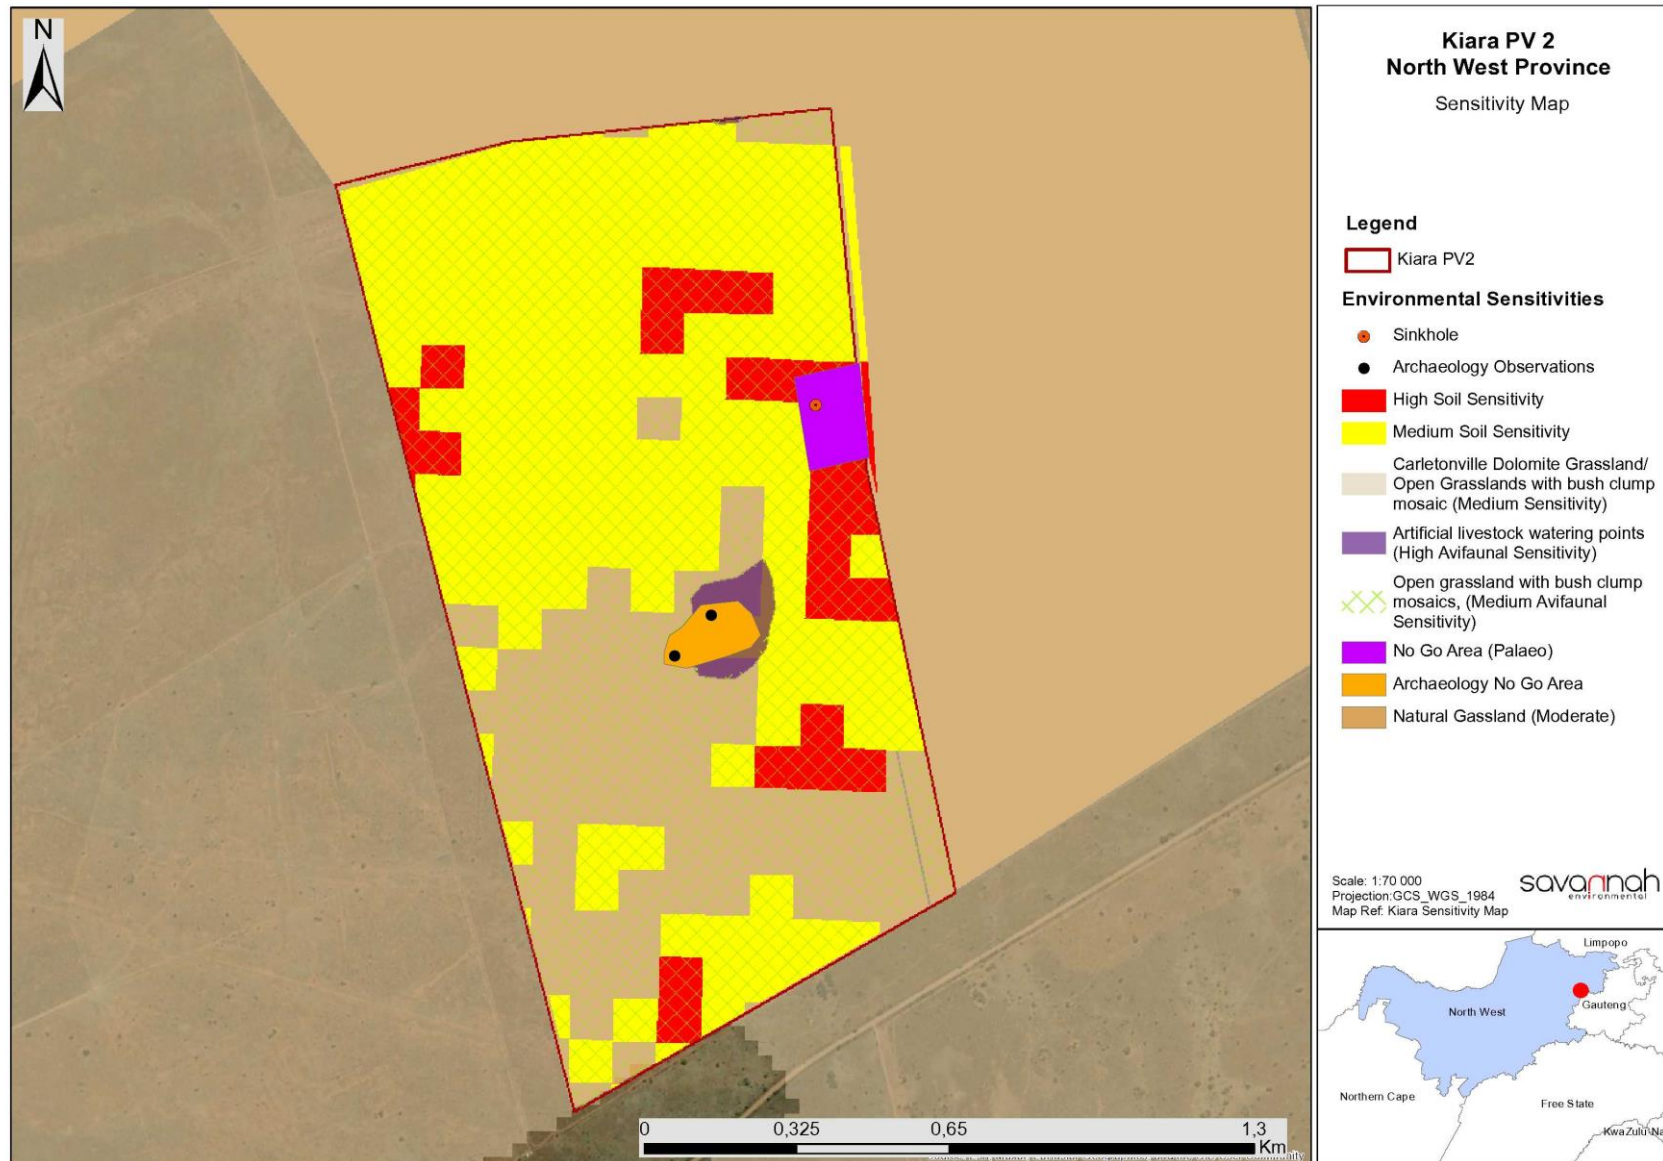 N
Kiara PV 2
North West Province
Sensitivity Map
Legend
Kiara PV2
Environmental Sensitivities
Sinkhole
Archaeology Observations
High Soil Sensitivity
Medium Soil Sensitivity
Carletonville Dolomite Grassland/
Open Grasslands with bush clump
mosaic (Medium Sensitivity)
Artificial livestock watering points
(High Avifaunal Sensitivity)
Open grassland with bush clump
mosaics, (Medium Avifaunal
Sensitivity)
No Go Area (Palaeo)
Archaeology No Go Area
Natural Gassland (Moderate)
Scale: 1:70 000
Projection:GCS_WGS_1984
Map Ref: Kiara Sensitivity Map
savannah
environmental
0 0,325 0,65 1,3
Km
Limpopo
North West
Gauteng
Northern Cape
Free State
KwaZulu-Na